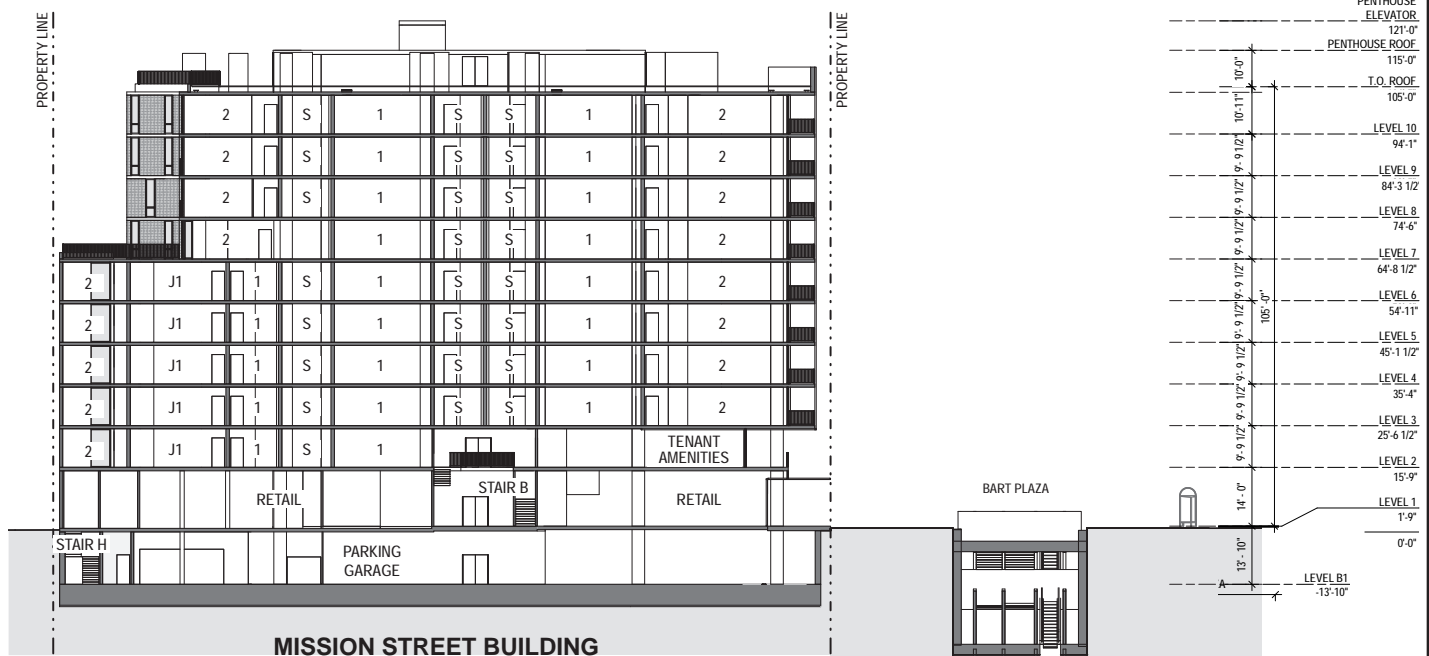 PROPERTY LINE
PROPERTY LINE
2 S 1 S S 1 2
2 S 1 S S 1 2
2 S 1 S S 1 2
2 1 S S 1 2
2 J1 1 S 1 S S 1 2
2 J1 1 S 1 S S 1 2
2 J1 1 S 1 S S 1 2
2 J1 1 S 1 S S 1 2
2 J1 1 S 1
TENANT
AMENITIES
RETAIL
STAIR B
RETAIL
STAIR H
PARKING
GARAGE
MISSION STREET BUILDING
BART PLAZA
PENTHOUSE
ELEVATOR
121'-0"
PENTHOUSE ROOF
115'-0"
T.O. ROOF
105'-0"
LEVEL 10
94'-1"
LEVEL 9
84'-3 1/2"
LEVEL 8
74'-6"
LEVEL 7
64'-8 1/2"
LEVEL 6
54'-11"
LEVEL 5
45'-1 1/2"
LEVEL 4
35'-4"
LEVEL 3
25'-6 1/2"
LEVEL 2
15'-9"
LEVEL 1
1'-9"
0'-0"
A
LEVEL B1
-13'-10"
10'-0"
10'-11"
9'- 9 1/2"
9'- 9 1/2"
9'- 9 1/2"
9'- 9 1/2"
9'- 9 1/2"
9'- 9 1/2"
9'- 9 1/2"
9'- 9 1/2"
14' - 0"
13' - 10"
105' -0"